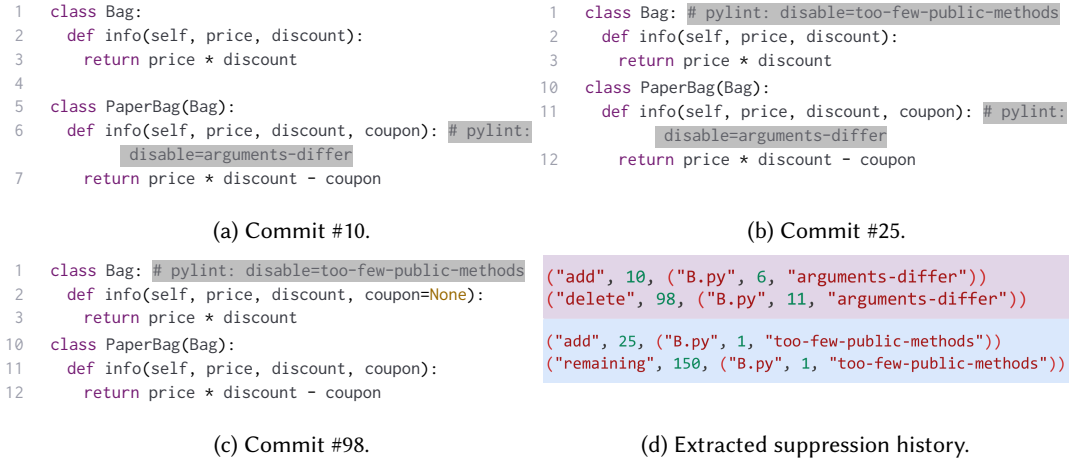 1 class Bag:
2 def info(self, price, discount):
3 return price * discount
4
5 class PaperBag(Bag):
6 def info(self, price, discount, coupon): # pylint:
disable=arguments-differ
7 return price * discount - coupon
(a) Commit #10.
1 class Bag: # pylint: disable=too-few-public-methods
2 def info(self, price, discount):
3 return price * discount
10 class PaperBag(Bag):
11 def info(self, price, discount, coupon): # pylint:
disable=arguments-differ
12 return price * discount - coupon
(b) Commit #25.
1 class Bag: # pylint: disable=too-few-public-methods
2 def info(self, price, discount, coupon=None):
3 return price * discount
10 class PaperBag(Bag):
11 def info(self, price, discount, coupon):
12 return price * discount - coupon
(c) Commit #98.
("add", 10, ("B.py", 6, "arguments-differ"))
("delete", 98, ("B.py", 11, "arguments-differ"))
("add", 25, ("B.py", 1, "too-few-public-methods"))
("remaining", 150, ("B.py", 1, "too-few-public-methods"))
(d) Extracted suppression history.